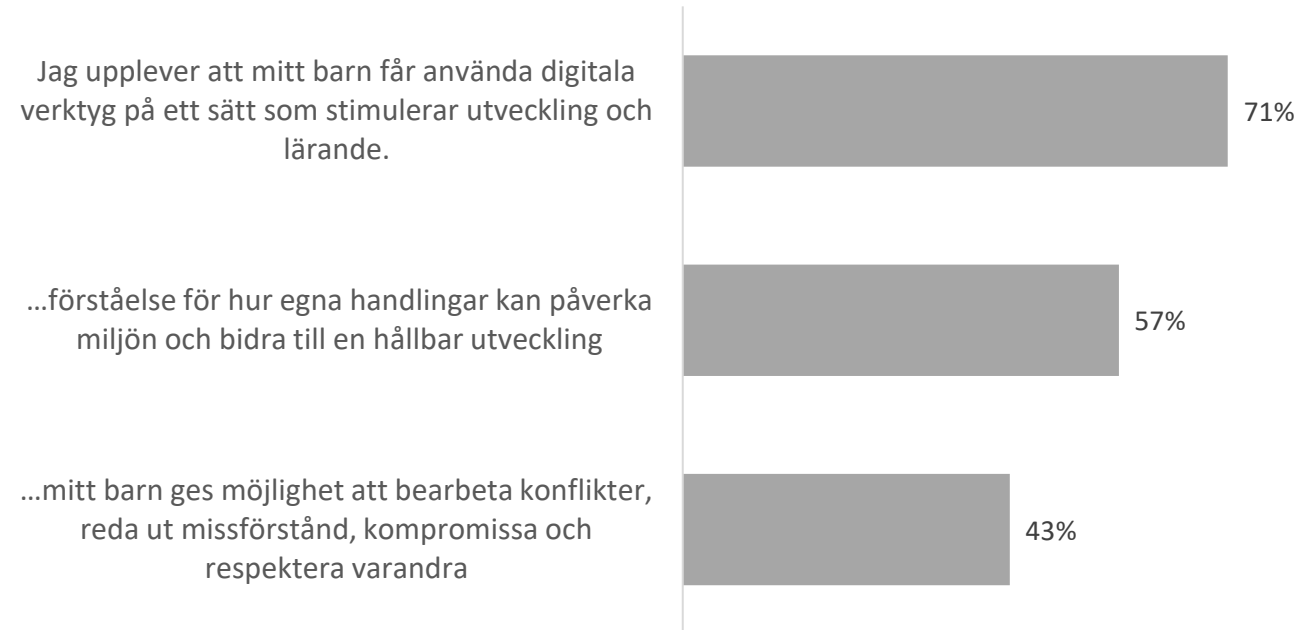 Jag upplever att mitt barn får använda digitala
verktyg på ett sätt som stimulerar utveckling och
lärande.
71%
...förståelse för hur egna handlingar kan påverka
miljön och bidra till en hållbar utveckling
57%
...mitt barn ges möjlighet att bearbeta konflikter,
reda ut missförstånd, kompromissa och
respektera varandra
43%